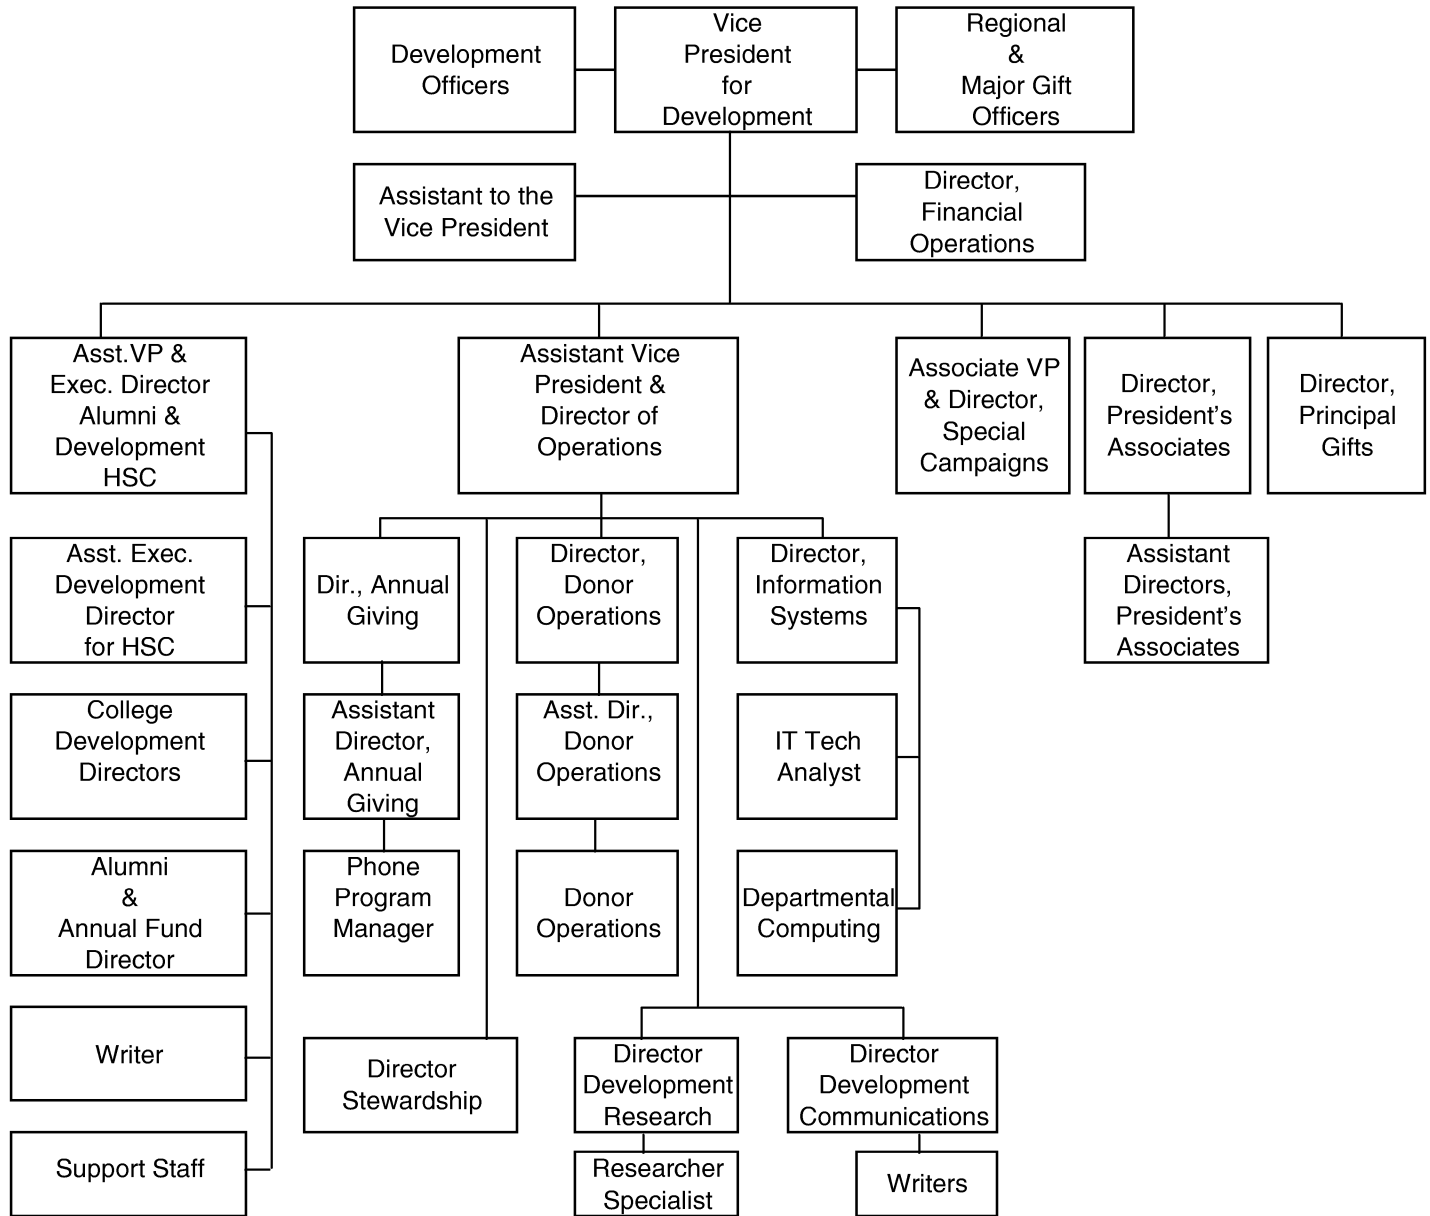 Development
Officers
Vice
President
for
Development
Regional
&
Major Gift
Officers
Assistant to the
Vice President
Director,
Financial
Operations
Asst.VP &
Exec. Director
Alumni &
Development
HSC
Assistant Vice
President &
Director of
Operations
Associate VP
& Director,
Special
Campaigns
Director,
President’s
Associates
Director,
Principal
Gifts
Asst. Exec.
Development
Director
for HSC
Dir., Annual
Giving
Director,
Donor
Operations
Director,
Information
Systems
Assistant
Directors,
President’s
Associates
College
Development
Directors
Assistant
Director,
Annual
Giving
Asst. Dir.,
Donor
Operations
IT Tech
Analyst
Alumni
&
Annual Fund
Director
Phone
Program
Manager
Donor
Operations
Departmental
Computing
Writer
Director
Stewardship
Director
Development
Research
Director
Development
Communications
Support Staff
Researcher
Specialist
Writers